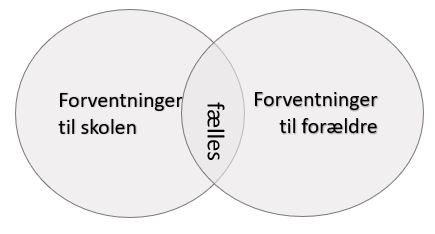 Forventninger
til skolen
fælles
Forventninger
til forældre